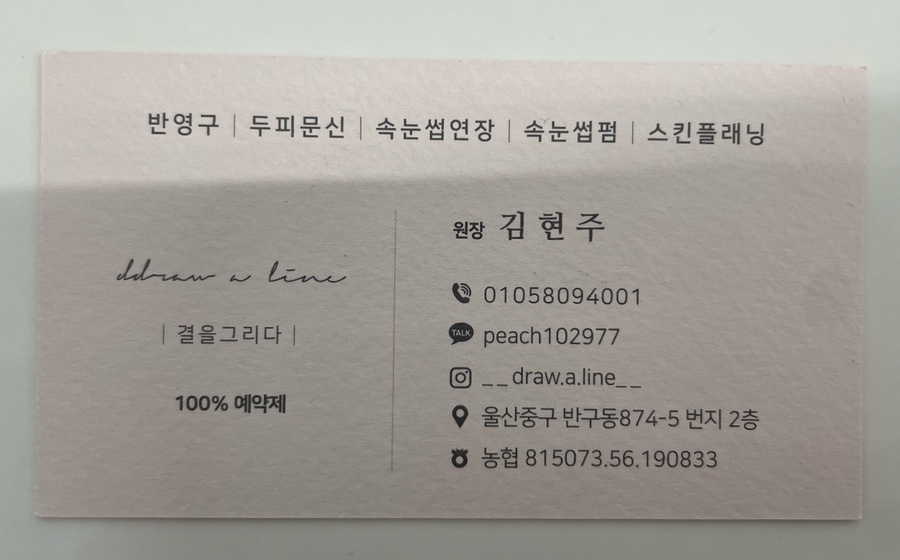 반영구 | 두피문신 | 속눈썹연장 | 속눈썹펌 | 스킨플래닝
ddraw a line
| 결을그리다 |
100% 예약제
원장 김현주
01058094001
TALK peach102977
__draw.a.line__
울산중구 반구동874-5 번지 2층
농협 815073.56.190833